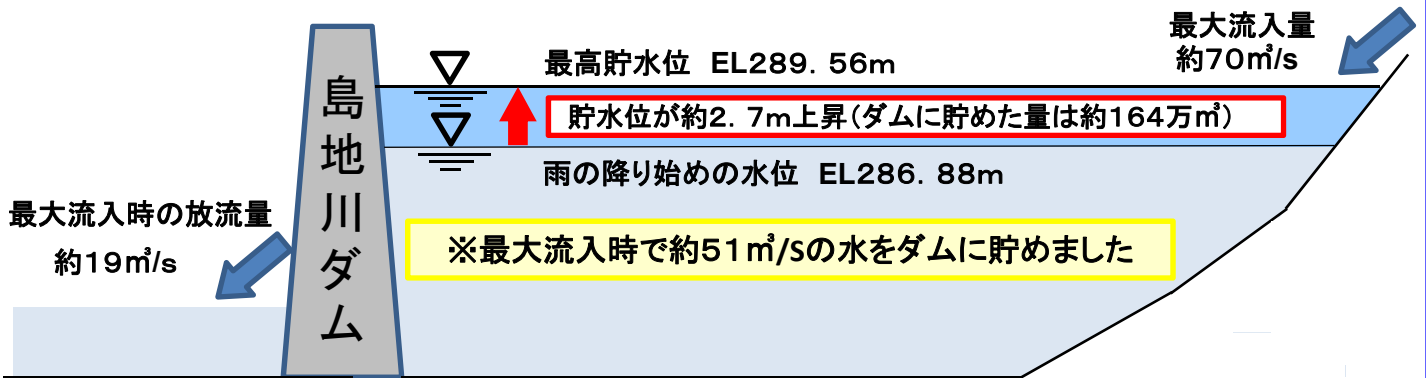 最大流入量
約70㎥/s
最高貯水位 EL289.56m
貯水位が約2.7m上昇(ダムに貯めた量は約164万㎥)
雨の降り始めの水位 EL286.88m
島地川ダム
最大流入時の放流量
約19㎥/s
※最大流入時で約51㎥/Sの水をダムに貯めました